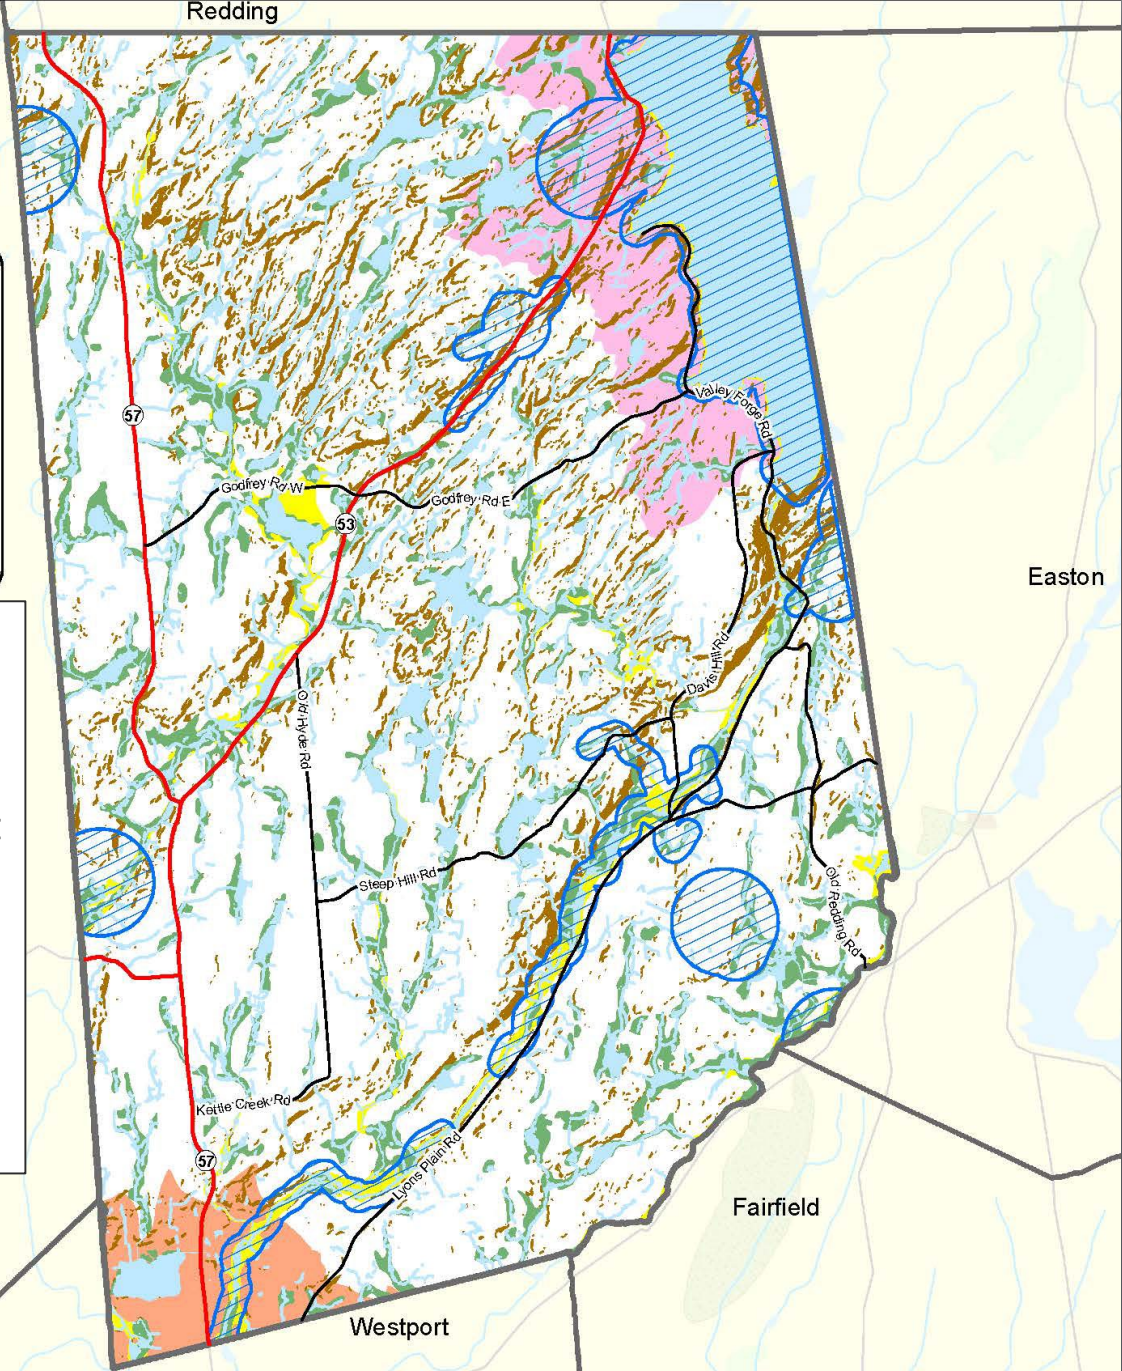 Redding
57
Valley Forge Rd
Godfrey Rd W
Godfrey Rd E
53
Easton
Davis Hill Rd
Old Hyde Rd
Steep Hill Rd
Old Redding Rd
Kettle Creek Rd
Lyons Plain Rd
57
Fairfield
Westport